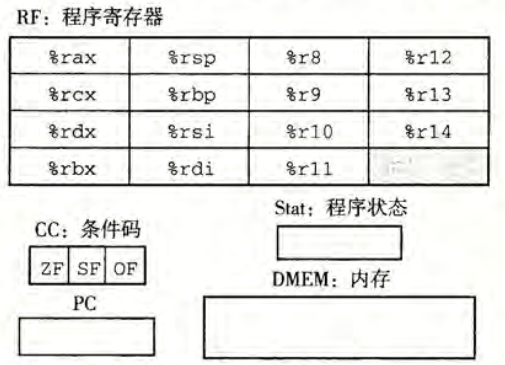 RF：程序寄存器
%rax %rsp %r8 %r12
%rcx %rbp %r9 %r13
%rdx %rsi %r10 %r14
%rbx %rdi %r11
CC：条件码
ZF SF OF
PC
Stat：程序状态
DMEM：内存